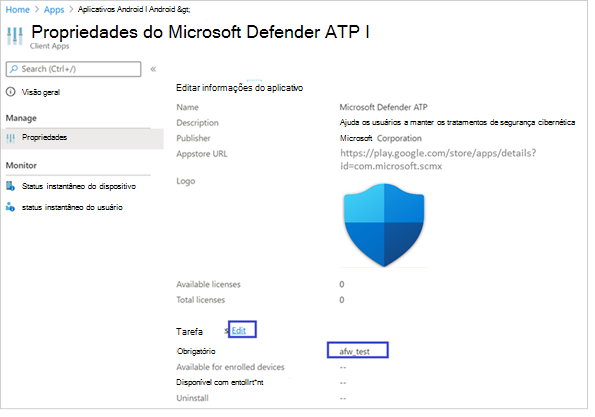 Home > Apps > Aplicativos Android I Android &gt;
Propriedades do Microsoft Defender ATP I
Client Apps
Search (Ctrl+/) «
Visão geral
Manage
Propriedades
Monitor
Status instantâneo do dispositivo
status instantâneo do usuário
Editar informações do aplicativo
Name Microsoft Defender ATP
Description Ajuda os usuários a manter os tratamentos de segurança cibernética
Publisher Microsoft Corporation
Appstore URL https://play.google.com/store/apps/details?
id=com.microsoft.scmx
Logo
Available licenses 0
Total licenses 0
Tarefa Edit
Obrigatório afw_test
Available for enrolled devices --
Disponível com entollrt*nt --
Uninstall --